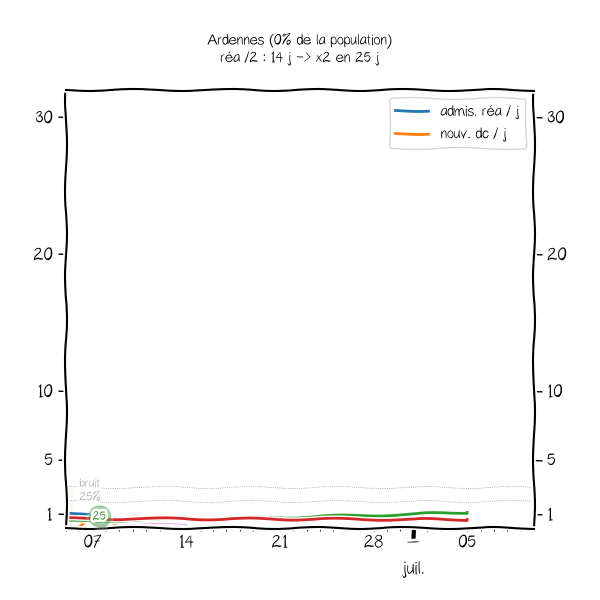 Ardennes (0% de la population)
réa /2 : 14 j -> x2 en 25 j
admis. réa / j
nouv. dc / j
30
30
20
20
10
10
5
5
bruit
25%
1
25
1
07
14
21
28
05
juil.